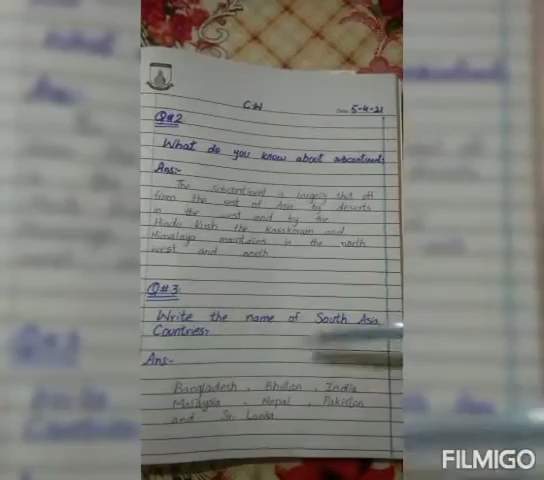 C.W
Date: 5-4-21
Q#2
What do you know about subcontinent?
Ans:-
The subcontinent is largely shut off
from the rest of Asia by deserts
in the west and by the
Hindu Kush the Karakoram and
Himalaya mountains in the north
west and north
Q#3
Write the name of South Asia
Countries?
Ans:-
Bangladesh, Bhutan, India
Malaysia, Nepal, Pakistan
and Sri Lanka
FILMIGO